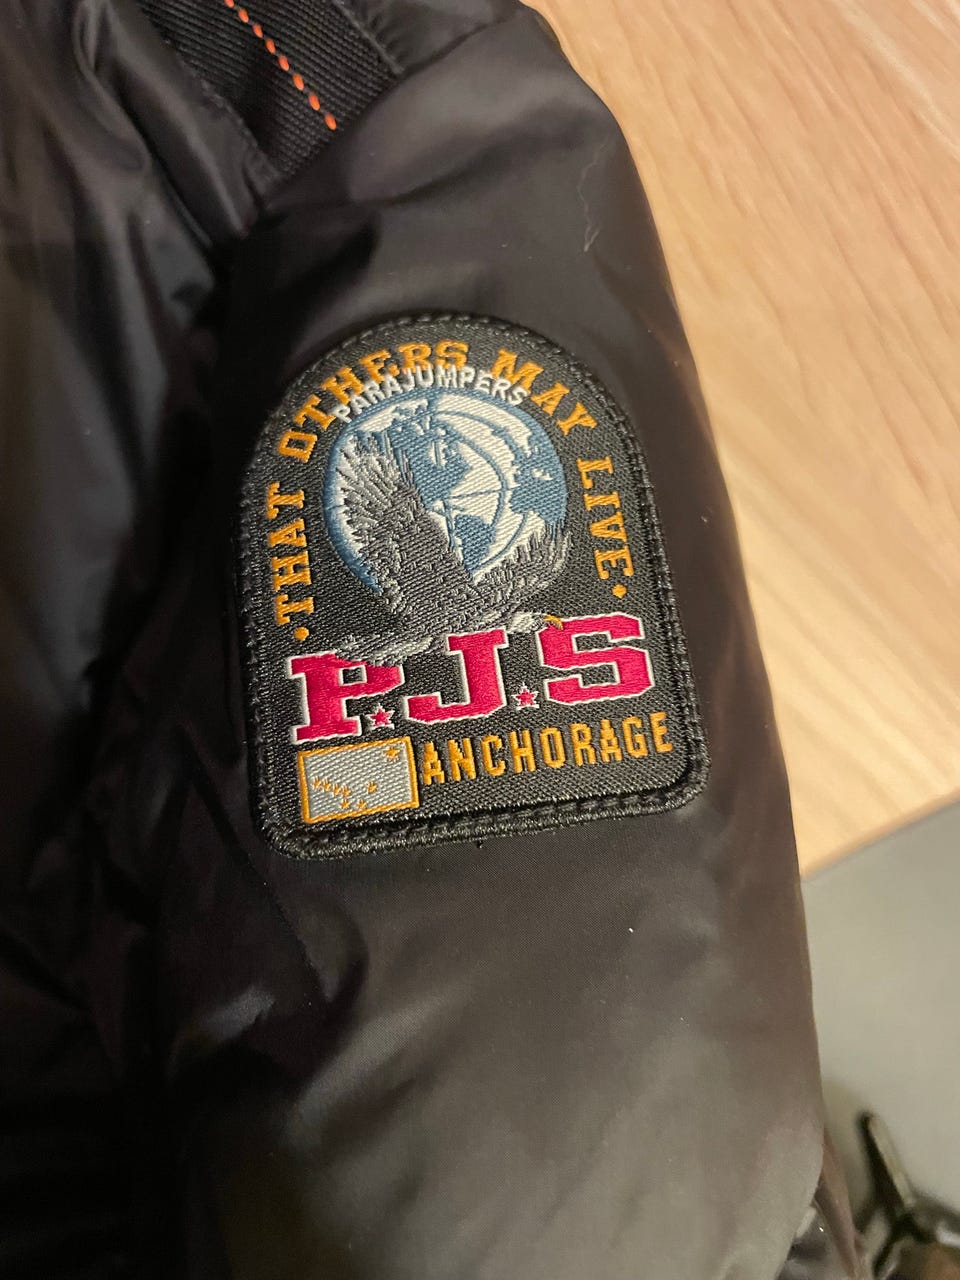 ·THAT OTHERS MAY LIVE·
PARAJUMPERS
P.J.S
ANCHORAGE